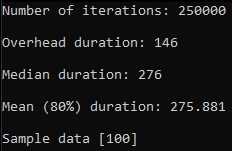 Number of iterations: 250000
Overhead duration: 146
Median duration: 276
Mean (80%) duration: 275.881
Sample data [100]